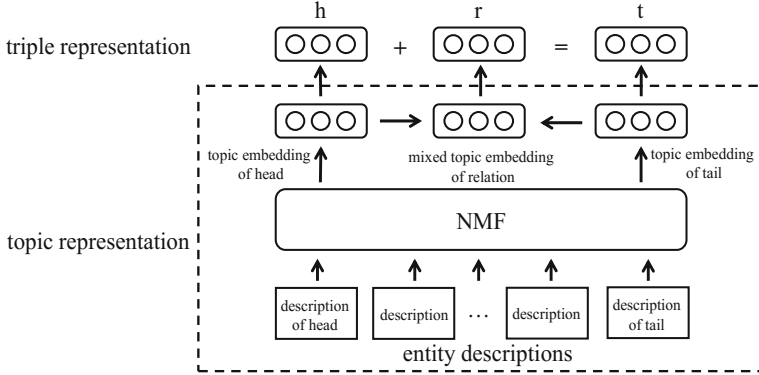 h r t
triple representation + =
topic embedding of head
mixed topic embedding of relation
topic embedding of tail
NMF
topic representation
description of head
description
...
description
description of tail
entity descriptions